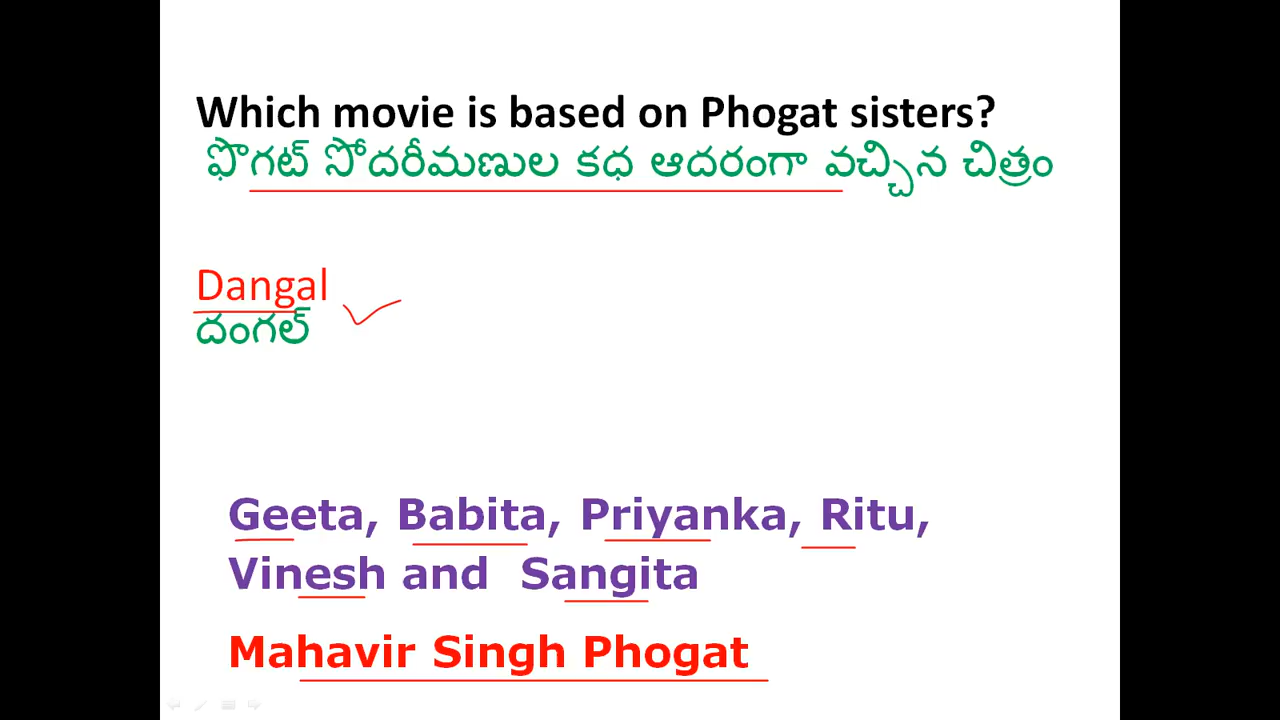 Which movie is based on Phogat sisters?
ఫొగట్ సోదరీమణుల కధ ఆదరంగా వచ్చిన చిత్రం
Dangal
దంగల్
Geeta, Babita, Priyanka, Ritu,
Vinesh and Sangita
Mahavir Singh Phogat